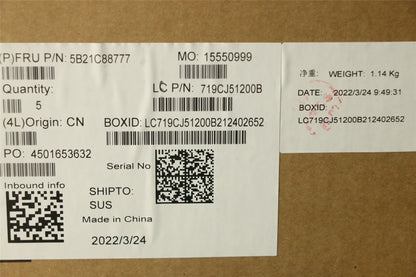 (P)FRU P/N: 5B21C88777
MO: 15550999
Quantity:
5
LC P/N: 719CJ51200B
(4L)Origin: CN
BOXID: LC719CJ51200B212402652
PO: 4501653632
Serial No
Inbound info
SHIPTO:
SUS
Made in China
2022/3/24
净重: WEIGHT: 1.14 Kg
DATE: 2022/3/24 9:49:31
BOXID:
LC719CJ51200B212402652